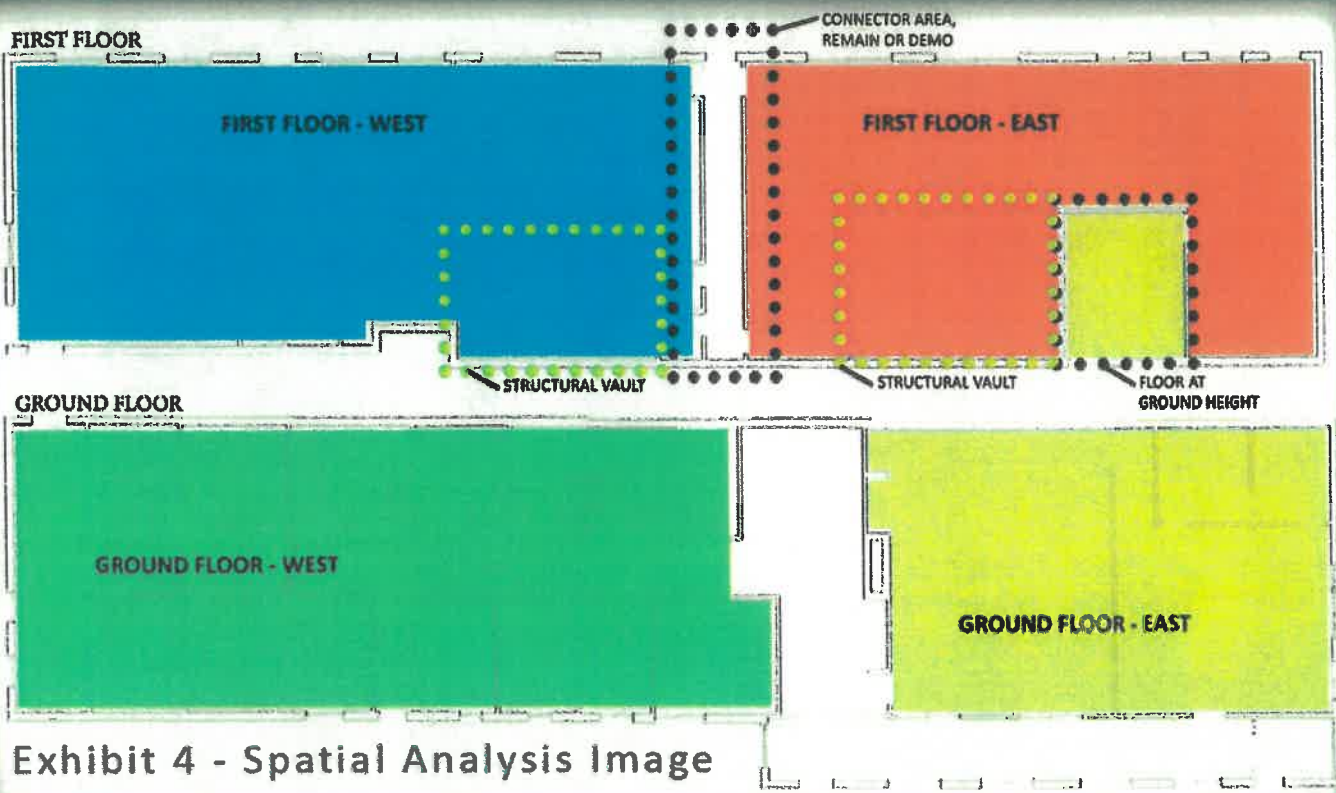 CONNECTOR AREA,
REMAIN OR DEMO
FIRST FLOOR
FIRST FLOOR - WEST
FIRST FLOOR - EAST
STRUCTURAL VAULT
STRUCTURAL VAULT
FLOOR AT
GROUND HEIGHT
GROUND FLOOR
GROUND FLOOR - WEST
GROUND FLOOR - EAST
Exhibit 4 - Spatial Analysis Image